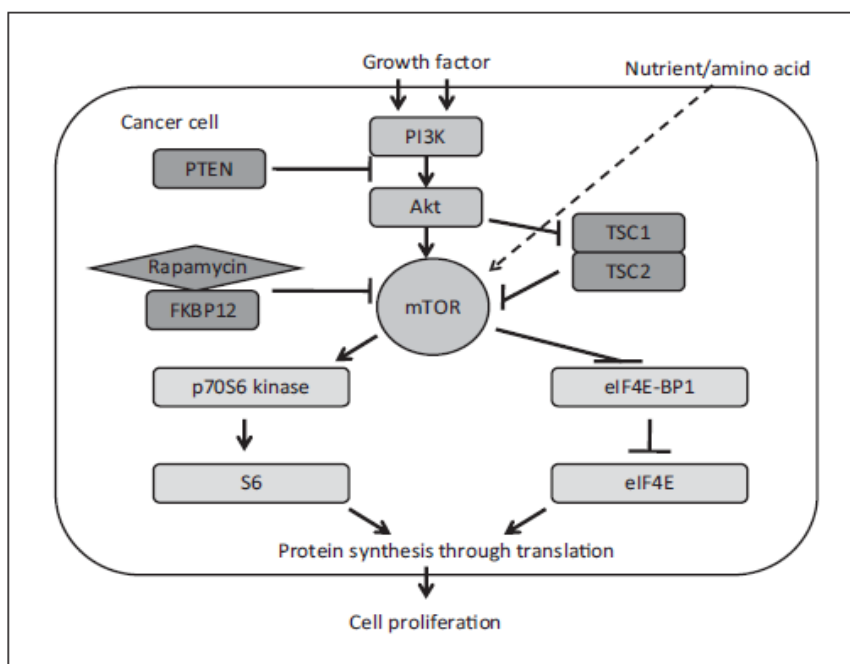 Growth factor
Nutrient/amino acid
Cancer cell
PI3K
PTEN
Akt
TSC1
Rapamycin
TSC2
FKBP12
mTOR
p70S6 kinase
eIF4E-BP1
S6
eIF4E
Protein synthesis through translation
Cell proliferation